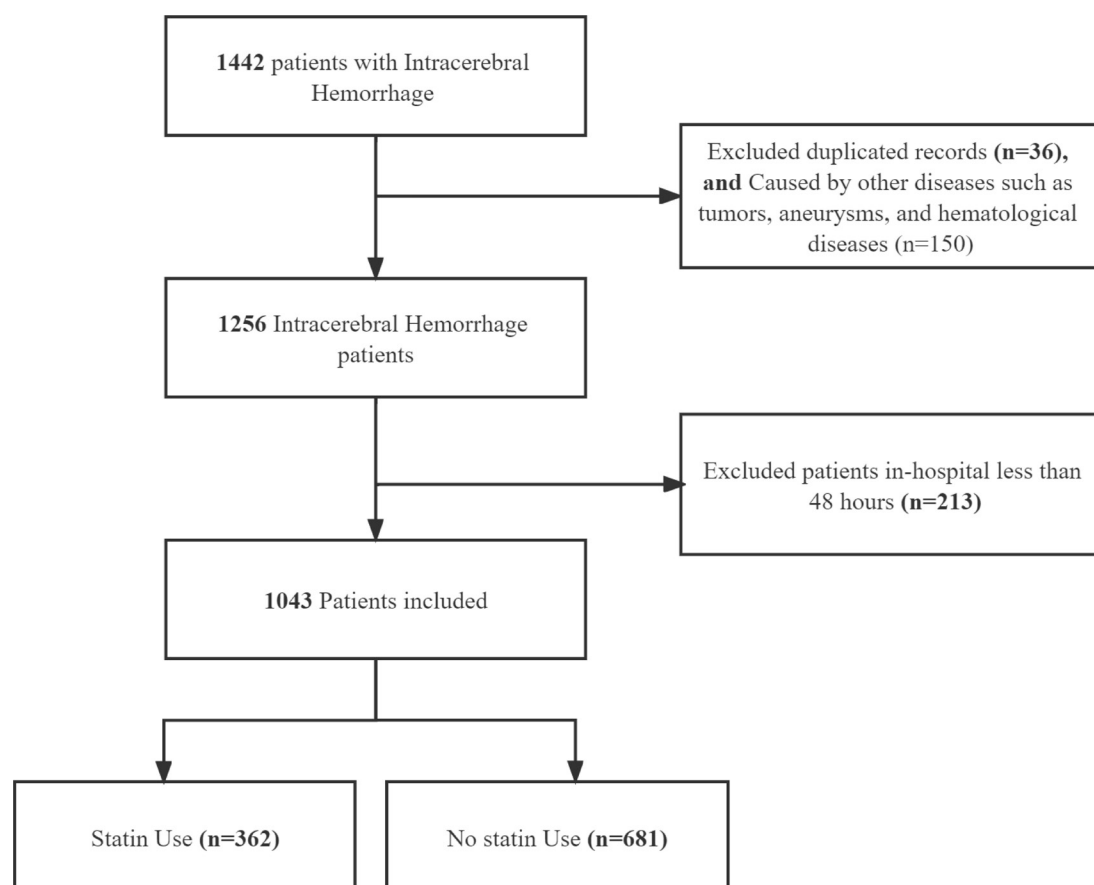 1442 patients with Intracerebral
Hemorrhage
Excluded duplicated records (n=36),
and Caused by other diseases such as
tumors, aneurysms, and hematological
diseases (n=150)
1256 Intracerebral Hemorrhage
patients
Excluded patients in-hospital less than
48 hours (n=213)
1043 Patients included
Statin Use (n=362)
No statin Use (n=681)